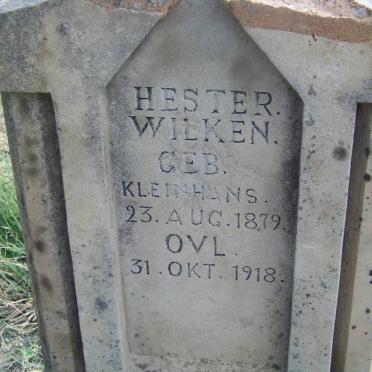 HESTER.
WILKEN.
GEB.
KLEINHANS.
23. AUG. 1879.
OVL.
31. OKT. 1918.